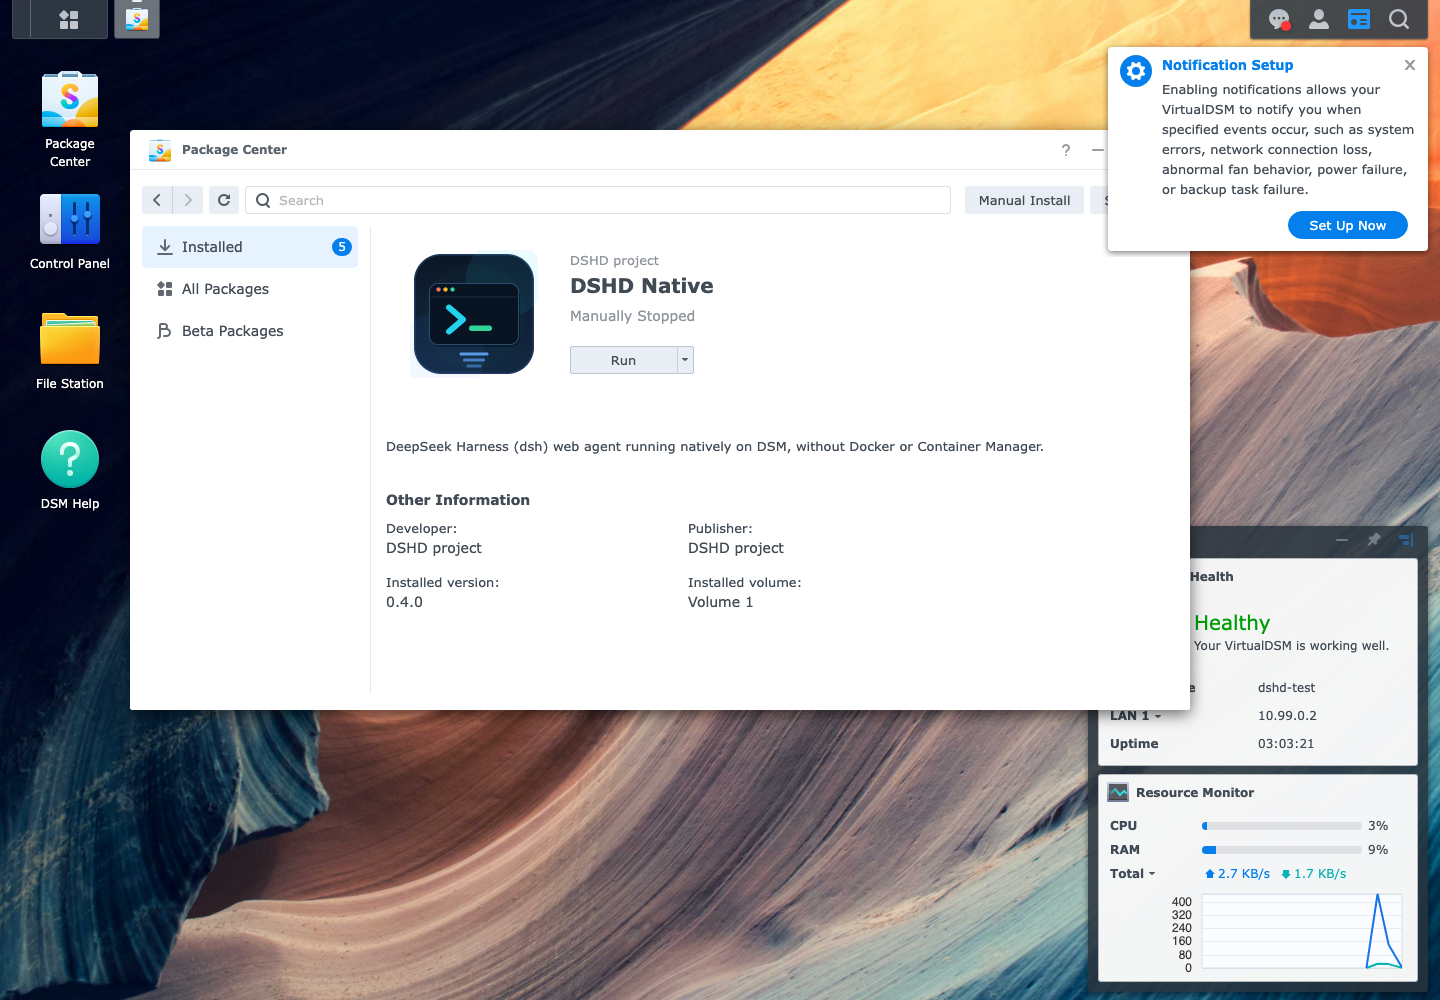 Package
Center
Control Panel
File Station
DSM Help
Package Center
?
Search
Manual Install
Installed
5
All Packages
Beta Packages
DSHD project
DSHD Native
Manually Stopped
Run
DeepSeek Harness (dsh) web agent running natively on DSM, without Docker or Container Manager.
Other Information
Developer:
DSHD project
Publisher:
DSHD project
Installed version:
0.4.0
Installed volume:
Volume 1
Notification Setup
Enabling notifications allows your
VirtualDSM to notify you when
specified events occur, such as system
errors, network connection loss,
abnormal fan behavior, power failure,
or backup task failure.
Set Up Now
Health
Healthy
Your VirtualDSM is working well.
dshd-test
LAN 1
10.99.0.2
Uptime
03:03:21
Resource Monitor
CPU
3%
RAM
9%
Total
2.7 KB/s
1.7 KB/s
400
320
240
160
80
0